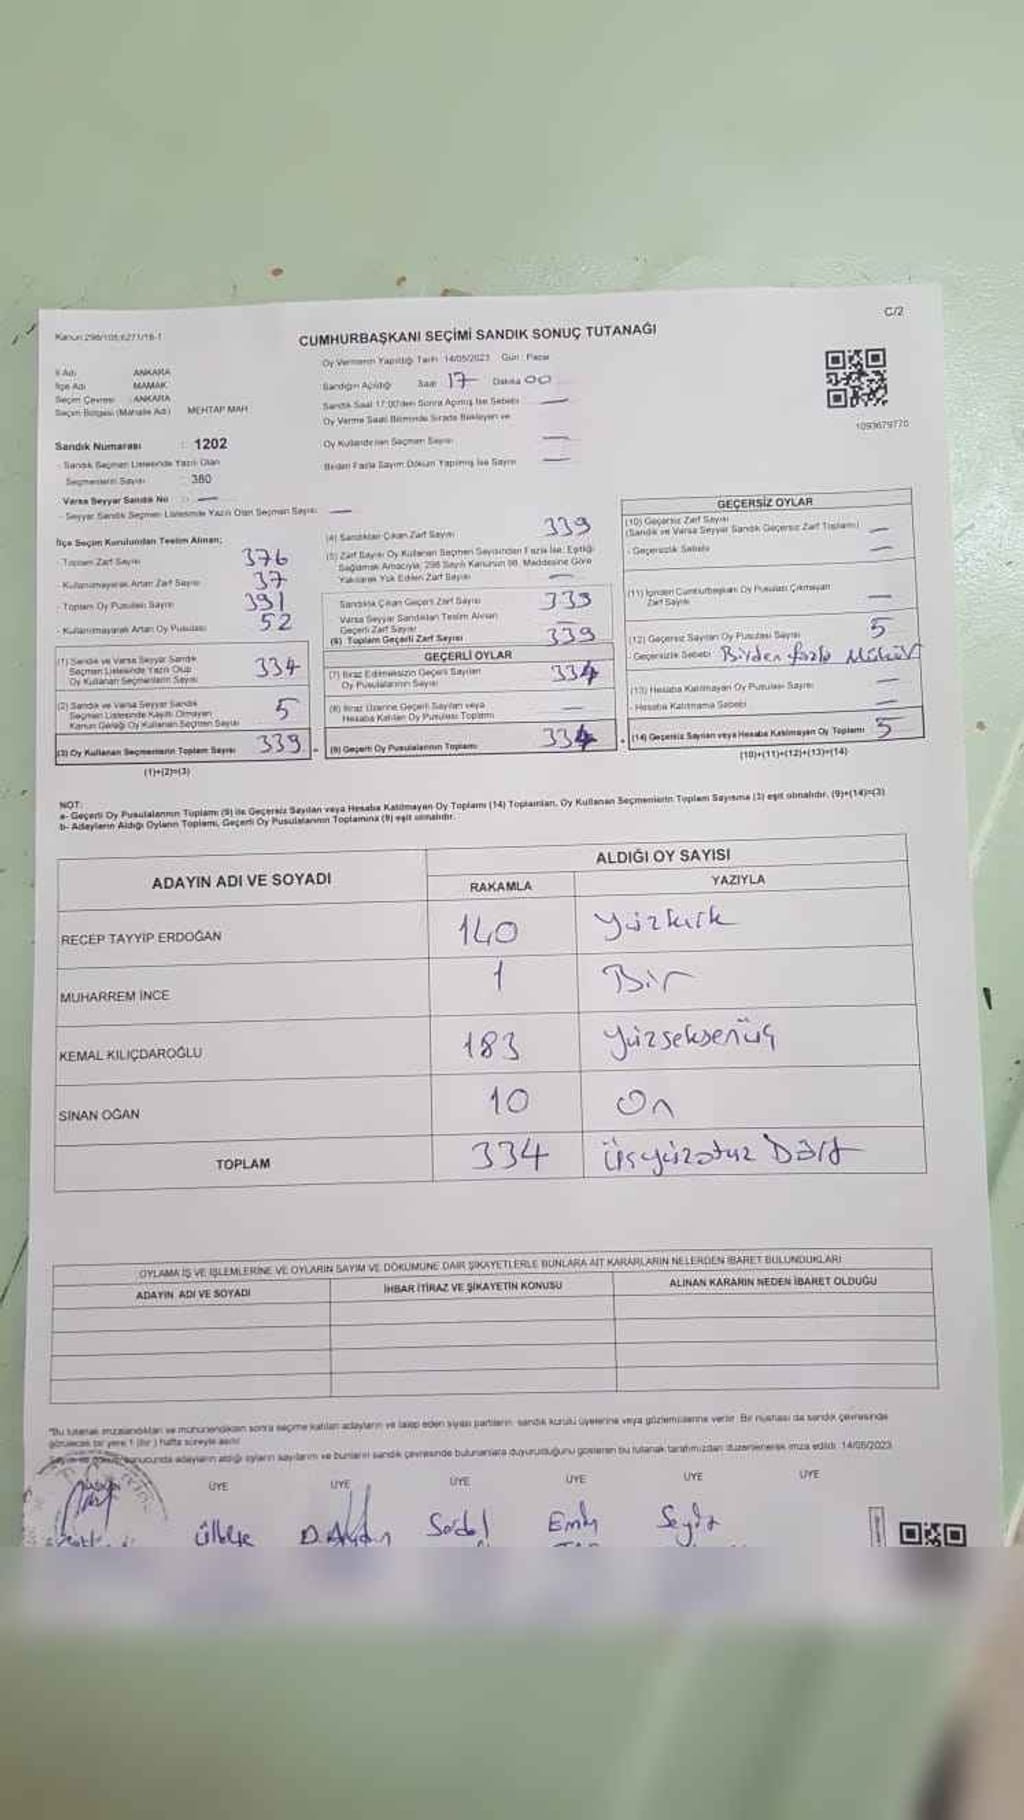 C/2
Kanun 298/105,6271/16-1
CUMHURBAŞKANI SEÇİMİ SANDIK SONUÇ TUTANAĞI
İl Adı ANKARA
İlçe Adı MAMAK
Seçim Çevresi ANKARA
Seçim Bölgesi (Mahalle Adı) MEHTAP MAH.
Oy Vermenin Yapıldığı Tarih: 14/05/2023 Gün: Pazar
Sandığın Açıldığı Saat 17 Dakika 00
Sandık Saat 17:00'den Sonra Açılmış İse Sebebi —
Oy Verme Saati Bitiminde Sırada Bekleyen ve
Oy Kullandırılan Seçmen Sayısı —
Birden Fazla Sayım Döküm Yapılmış İse Sayısı —
1093679770
Sandık Numarası : 1202
- Sandık Seçmen Listesinde Yazılı Olan
Seçmenlerin Sayısı : 380
Varsa Seyyar Sandık No : —
- Seyyar Sandık Seçmen Listesinde Yazılı Olan Seçmen Sayısı: —
İlçe Seçim Kurulundan Teslim Alınan;
- Toplam Zarf Sayısı 376
- Kullanılmayarak Artan Zarf Sayısı 37
- Toplam Oy Pusulası Sayısı 391
- Kullanılmayarak Artan Oy Pusulası 52
(1) Sandık ve Varsa Seyyar Sandık
Seçmen Listesinde Yazılı Olup
Oy Kullanan Seçmenlerin Sayısı 334
(2) Sandık ve Varsa Seyyar Sandık
Seçmen Listesinde Kayıtlı Olmayan
Kanun Gereği Oy Kullanan Seçmen Sayısı 5
(3) Oy Kullanan Seçmenlerin Toplam Sayısı 339
(1)+(2)=(3)
(4) Sandıktan Çıkan Zarf Sayısı 339
(5) Zarf Sayısı Oy Kullanan Seçmen Sayısından Fazla İse; Eşitliği
Sağlamak Amacıyla, 298 Sayılı Kanunun 98. Maddesine Göre
Yakılarak Yok Edilen Zarf Sayısı —
Sandıkta Çıkan Geçerli Zarf Sayısı 339
Varsa Seyyar Sandıktan Teslim Alınan
Geçerli Zarf Sayısı
(6) Toplam Geçerli Zarf Sayısı 339
GEÇERLİ OYLAR
(7) İtiraz Edilmeksizin Geçerli Sayılan
Oy Pusulalarının Sayısı 334
(8) İtiraz Üzerine Geçerli Sayılan veya
Hesaba Katılan Oy Pusulası Toplamı —
(9) Geçerli Oy Pusulalarının Toplamı 334
GEÇERSİZ OYLAR
(10) Geçersiz Zarf Sayısı
(Sandık ve Varsa Seyyar Sandık Geçersiz Zarf Toplamı) —
- Geçersizlik Sebebi —
(11) İçinden Cumhurbaşkanı Oy Pusulası Çıkmayan
Zarf Sayısı —
(12) Geçersiz Sayılan Oy Pusulası Sayısı 5
- Geçersizlik Sebebi Birden fazla Mühür
(13) Hesaba Katılmayan Oy Pusulası Sayısı —
- Hesaba Katılmama Sebebi —
(14) Geçersiz Sayılan veya Hesaba Katılmayan Oy Toplamı 5
(10)+(11)+(12)+(13)=(14)
NOT:
a- Geçerli Oy Pusulalarının Toplamı (9) ile Geçersiz Sayılan veya Hesaba Katılmayan Oy Toplamı (14) Toplamları, Oy Kullanan Seçmenlerin Toplam Sayısına (3) eşit olmalıdır. (9)+(14)=(3)
b- Adayların Aldığı Oyların Toplamı, Geçerli Oy Pusulalarının Toplamına (9) eşit olmalıdır.
ADAYIN ADI VE SOYADI ALDIĞI OY SAYISI
RAKAMLA YAZIYLA
RECEP TAYYİP ERDOĞAN 140 Yüzkırk
MUHARREM İNCE 1 Bir
KEMAL KILIÇDAROĞLU 183 Yüzseksenüç
SİNAN OĞAN 10 On
TOPLAM 334 üçyüzotuz Dört
OYLAMA İŞ VE İŞLEMLERİNE VE OYLARIN SAYIM VE DÖKÜMÜNE DAİR ŞİKAYETLERLE BUNLARA AİT KARARLARIN NELERDEN İBARET BULUNDUKLARI
ADAYIN ADI VE SOYADI İHBAR İTİRAZ VE ŞİKAYETİN KONUSU ALINAN KARARIN NEDEN İBARET OLDUĞU
*Bu tutanak imzalandıktan ve mühürlendikten sonra seçime katılan adayların ve talep eden siyasi partilerin sandık kurulu üyelerine veya gözlemcilerine verilir. Bir nüshası da sandık çevresinde
görülecek bir yere 1 (bir) hafta süreyle asılır.
sonucunda adayların aldığı oyların sayılarını ve bunların sandık çevresinde bulunanlara duyurulduğunu gösteren bu tutanak tarafımızdan düzenlenerek imza edildi. 14/05/2023
ÜYE ÜYE ÜYE ÜYE ÜYE ÜYE